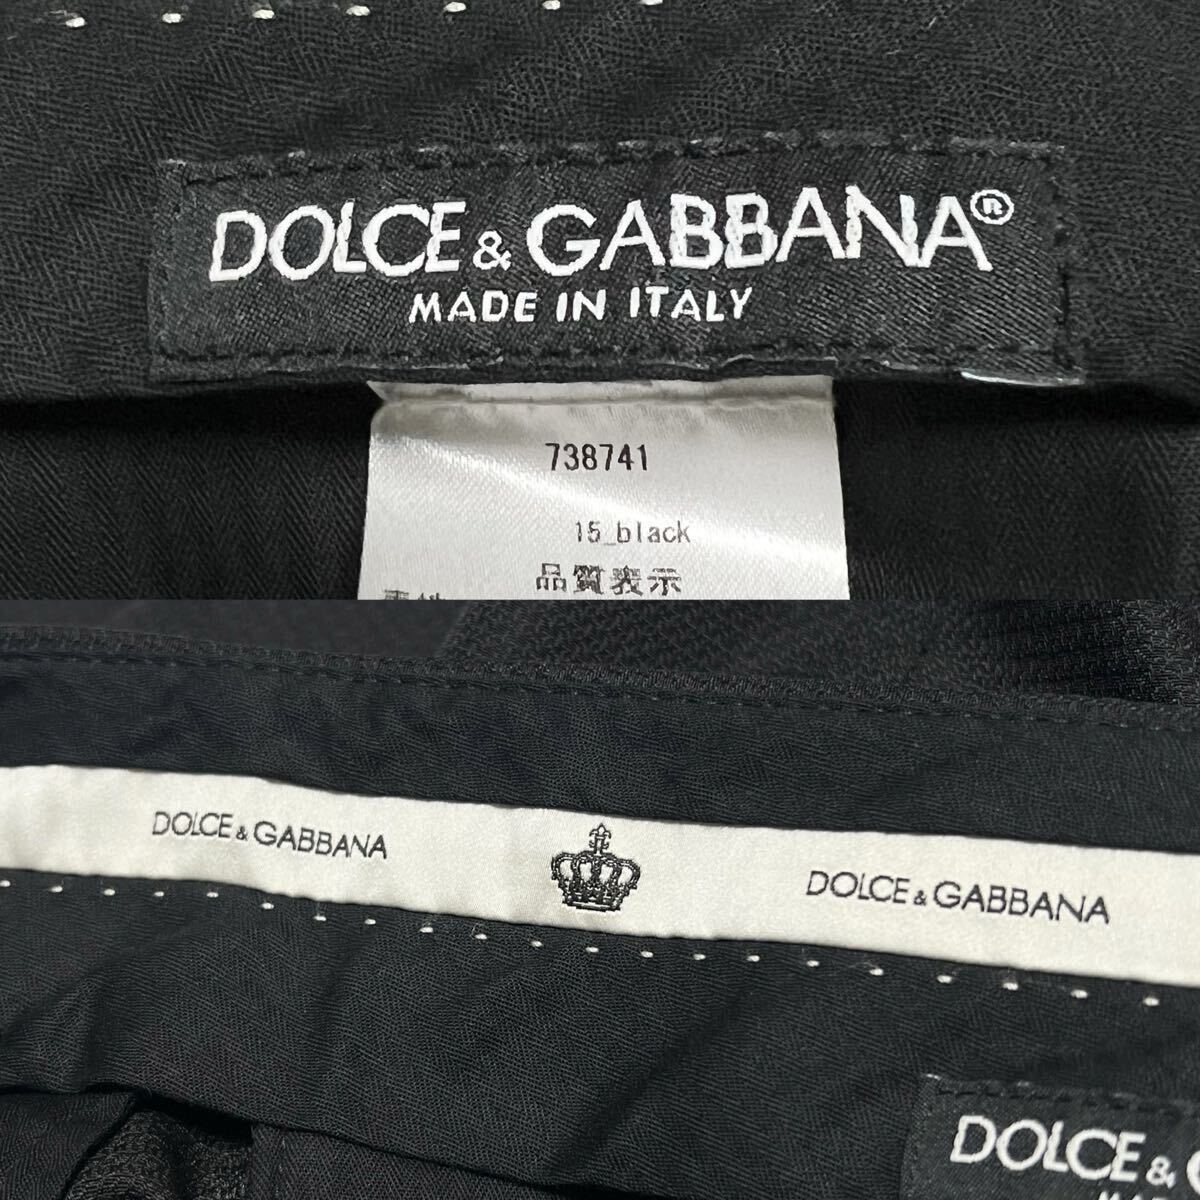 DOLCE & GABBANA®
MADE IN ITALY
738741
15_black
品質表示
DOLCE & GABBANA
DOLCE & GABBANA
DOLCE &